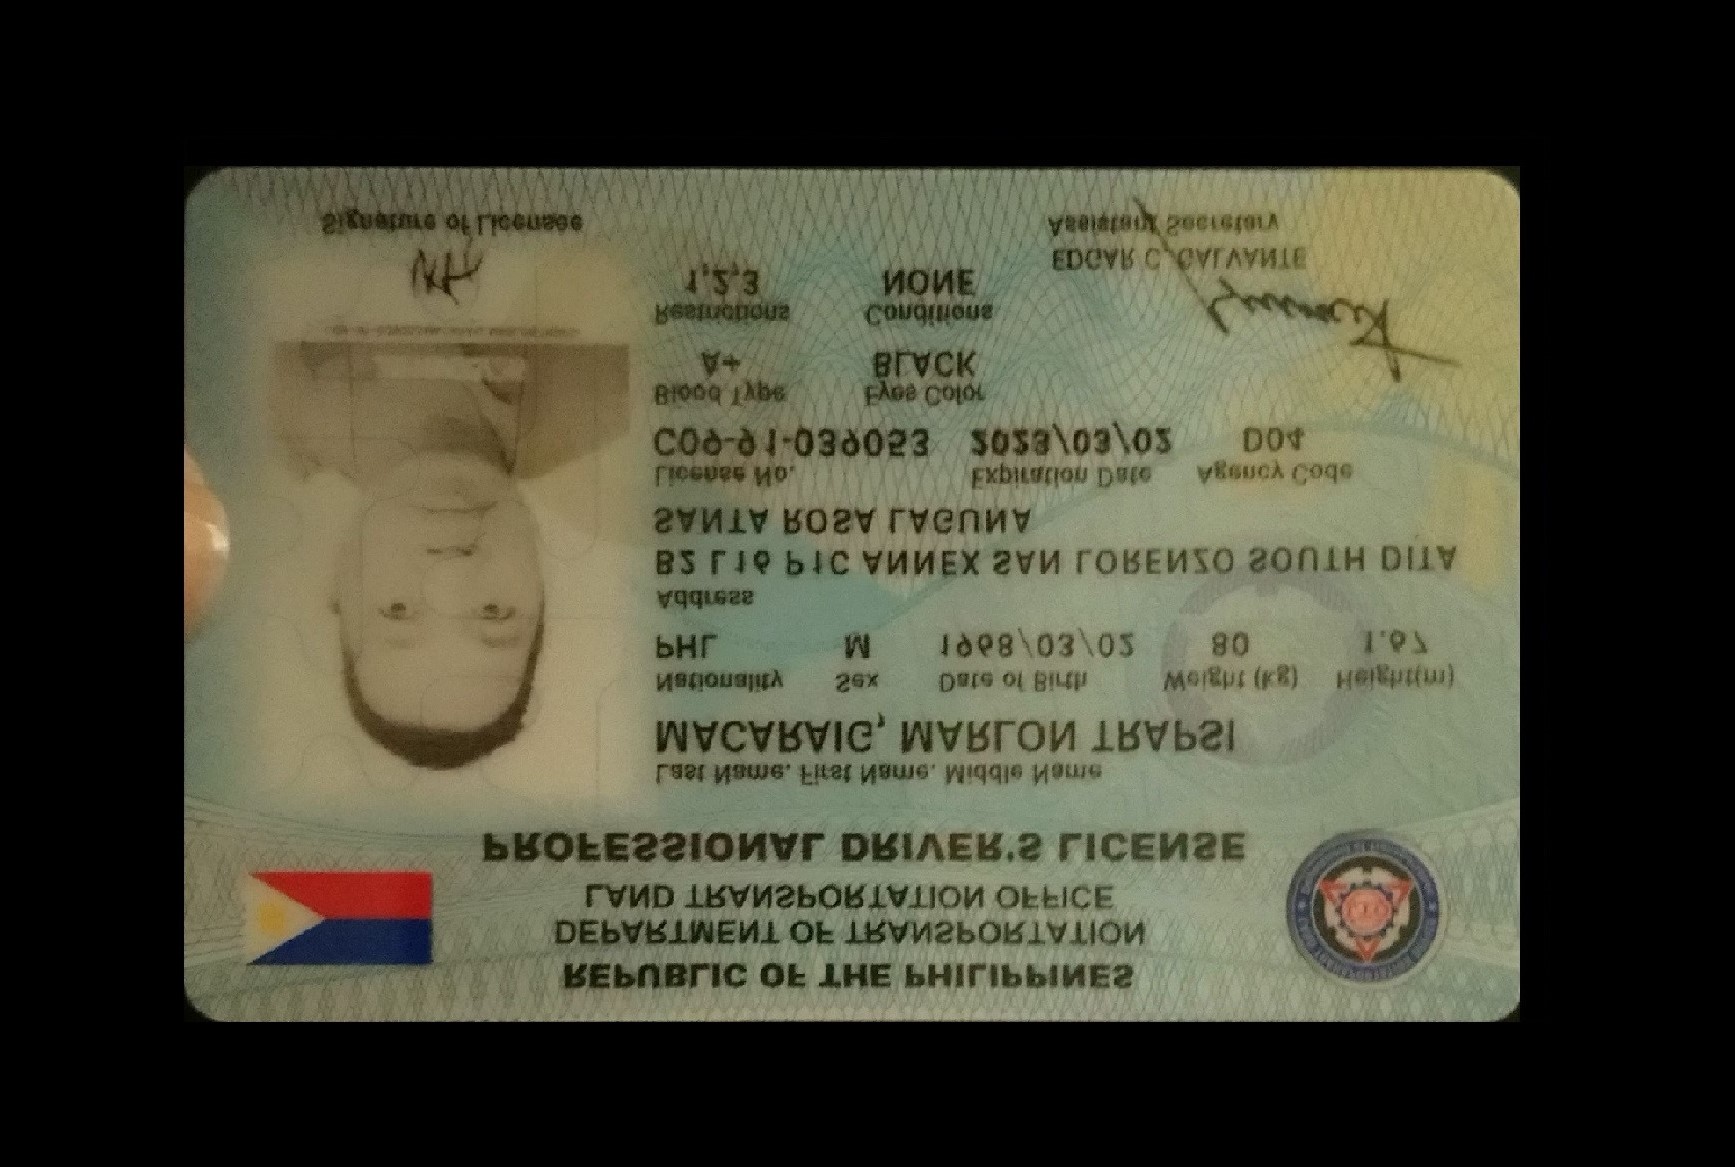 REPUBLIC OF THE PHILIPPINES
DEPARTMENT OF TRANSPORTATION
LAND TRANSPORTATION OFFICE
PROFESSIONAL DRIVER'S LICENSE
Last Name, First Name, Middle Name
MACARAIG, MARLON TRAPSI
Nationality Sex Date of Birth Weight (kg) Height(m)
PHL M 1968/03/02 80 1.67
Address
B2 L16 P1C ANNEX SAN LORENZO SOUTH DITA
SANTA ROSA LAGUNA
License No. Expiration Date Agency Code
C09-91-039053 2023/03/02 D04
Blood Type Eyes Color
A+ BLACK
Restrictions Conditions
1,2,3 NONE
EDGAR C. GALVANTE
Assistant Secretary
Signature of Licensee